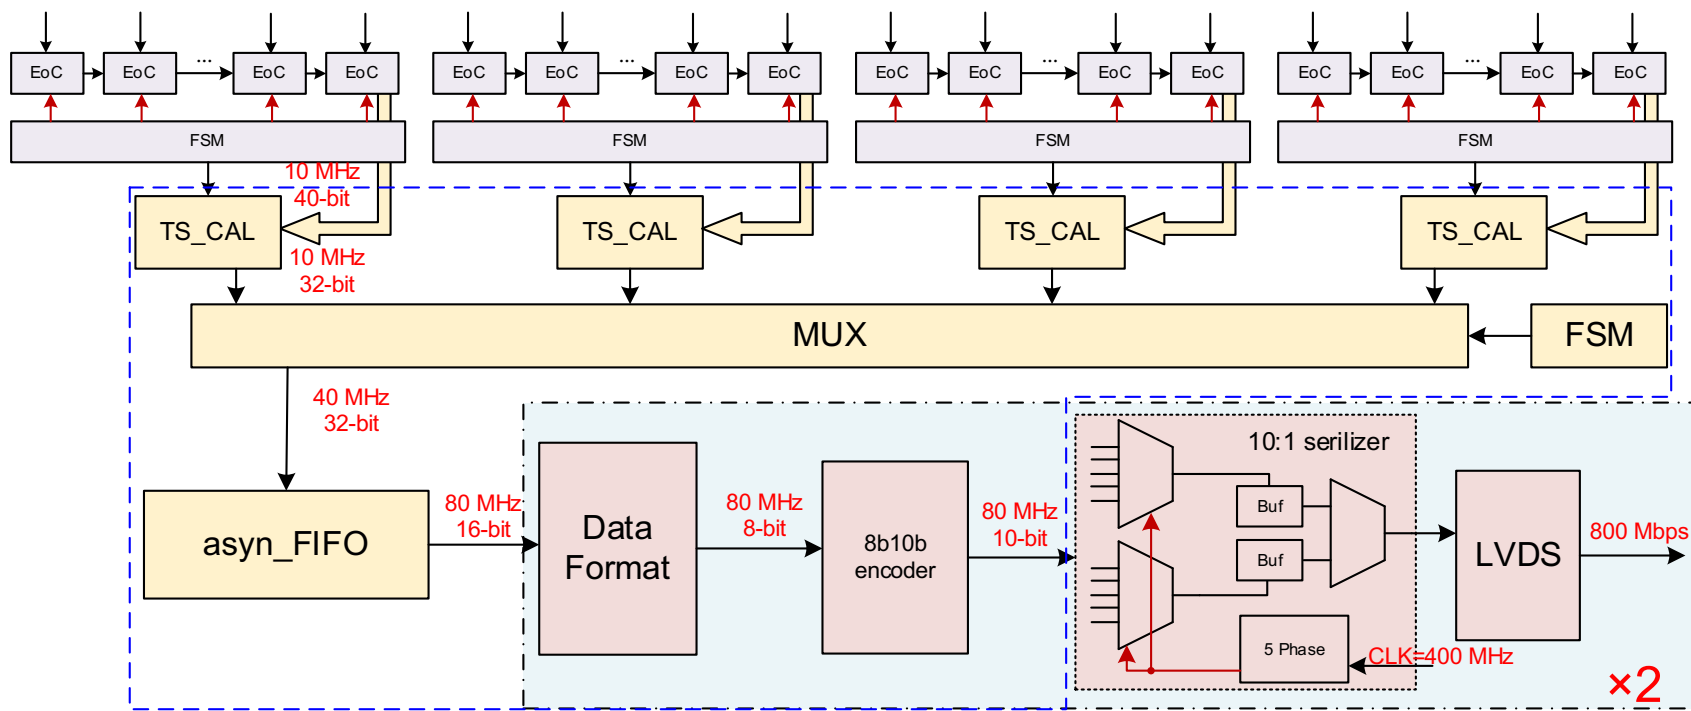 EoC EoC ... EoC EoC EoC EoC ... EoC EoC EoC EoC ... EoC EoC EoC EoC ... EoC EoC
FSM FSM FSM FSM
10 MHz
40-bit
TS_CAL TS_CAL TS_CAL TS_CAL
10 MHz
32-bit
MUX FSM
40 MHz
32-bit
asyn_FIFO
80 MHz
16-bit
Data
Format
80 MHz
8-bit
8b10b
encoder
80 MHz
10-bit
10:1 serilizer
Buf
Buf
5 Phase
CLK=400 MHz
LVDS
800 Mbps
×2